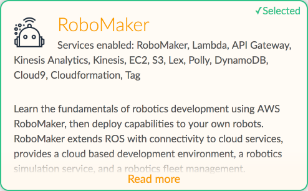 ✓Selected
RoboMaker
Services enabled: RoboMaker, Lambda, API Gateway,
Kinesis Analytics, Kinesis, EC2, S3, Lex, Polly, DynamoDB,
Cloud9, Cloudformation, Tag
Learn the fundamentals of robotics development using AWS
RoboMaker, then deploy capabilities to your own robots.
RoboMaker extends ROS with connectivity to cloud services,
provides a cloud based development environment, a robotics
simulation service, and a robotics fleet management.
Read more